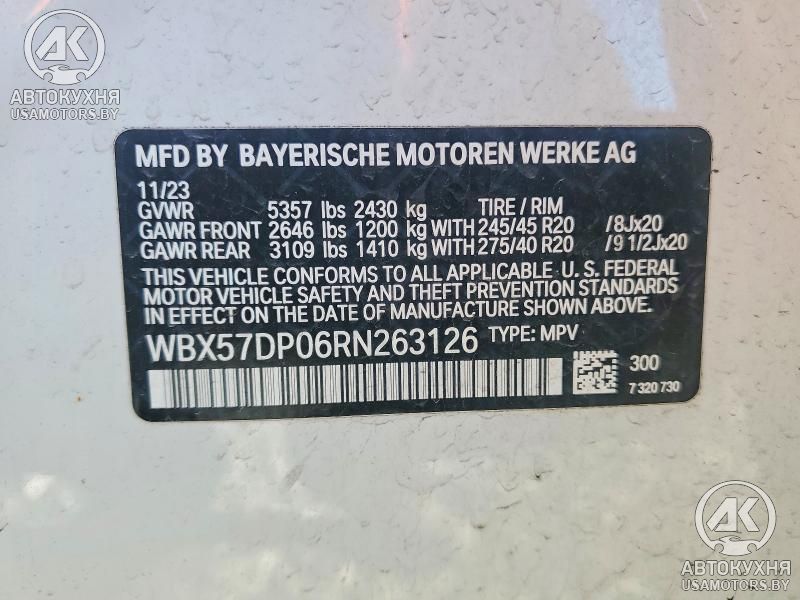 AK
АВТОКУХНЯ
USAMOTORS.BY
MFD BY BAYERISCHE MOTOREN WERKE AG
11/23
GVWR 5357 lbs 2430 kg TIRE / RIM
GAWR FRONT 2646 lbs 1200 kg WITH 245/45 R20 /8Jx20
GAWR REAR 3109 lbs 1410 kg WITH 275/40 R20 /9 1/2Jx20
THIS VEHICLE CONFORMS TO ALL APPLICABLE U. S. FEDERAL
MOTOR VEHICLE SAFETY AND THEFT PREVENTION STANDARDS
IN EFFECT ON THE DATE OF MANUFACTURE SHOWN ABOVE.
WBX57DP06RN263126 TYPE: MPV
300
7 320 730
AK
АВТОКУХНЯ
USAMOTORS.BY